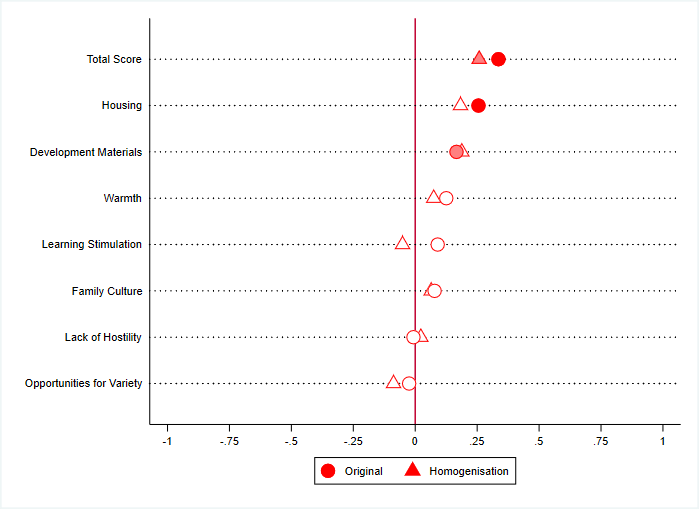 Total Score
Housing
Development Materials
Warmth
Learning Stimulation
Family Culture
Lack of Hostility
Opportunities for Variety
-1 -.75 -.5 -.25 0 .25 .5 .75 1
Original Homogenisation